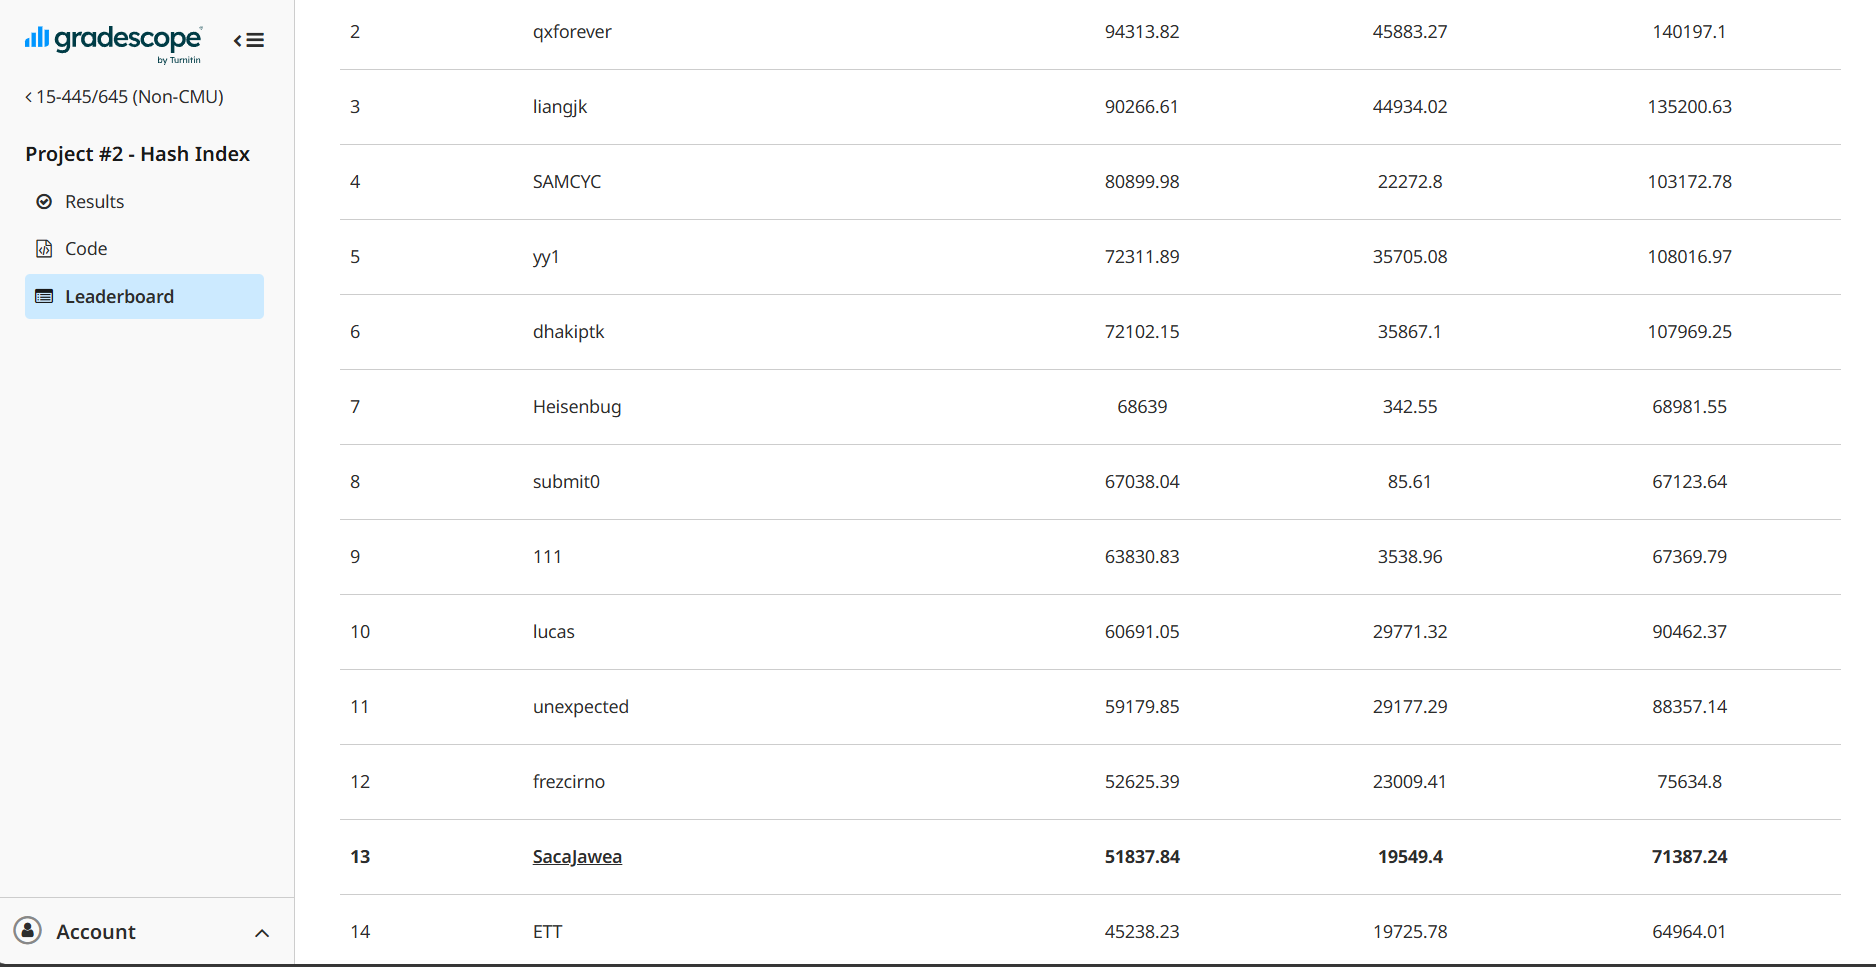 gradescope
by Turnitin
15-445/645 (Non-CMU)
Project #2 - Hash Index
Results
Code
Leaderboard
Account
2 qxforever 94313.82 45883.27 140197.1
3 liangjk 90266.61 44934.02 135200.63
4 SAMCYC 80899.98 22272.8 103172.78
5 yy1 72311.89 35705.08 108016.97
6 dhakiptk 72102.15 35867.1 107969.25
7 Heisenbug 68639 342.55 68981.55
8 submit0 67038.04 85.61 67123.64
9 111 63830.83 3538.96 67369.79
10 lucas 60691.05 29771.32 90462.37
11 unexpected 59179.85 29177.29 88357.14
12 frezcirno 52625.39 23009.41 75634.8
13 SacaJawea 51837.84 19549.4 71387.24
14 ETT 45238.23 19725.78 64964.01